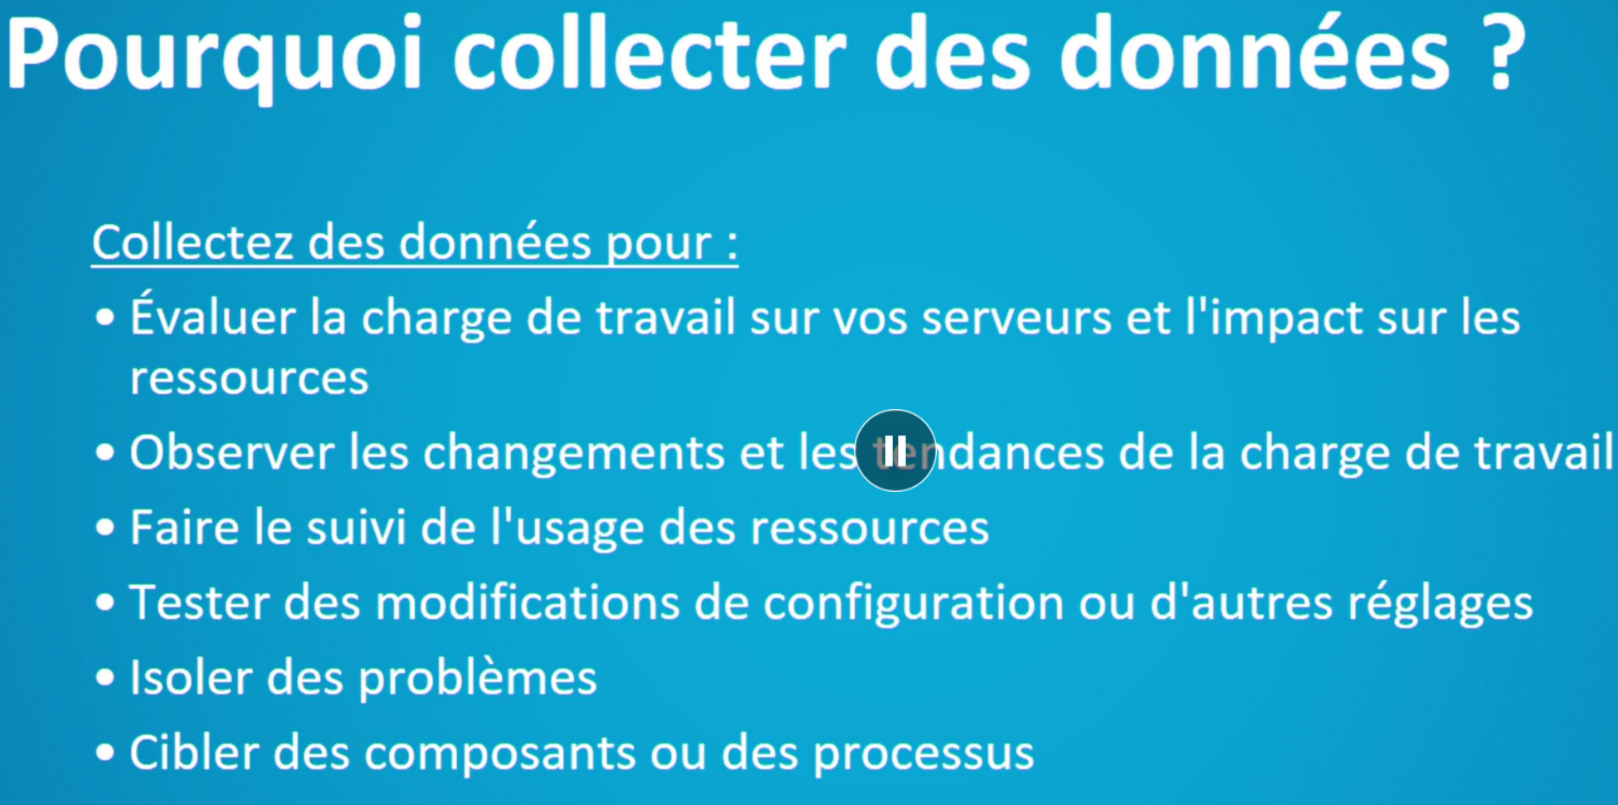 Pourquoi collecter des données ?
Collectez des données pour :
• Évaluer la charge de travail sur vos serveurs et l'impact sur les
ressources
• Observer les changements et les tendances de la charge de travail
• Faire le suivi de l'usage des ressources
• Tester des modifications de configuration ou d'autres réglages
• Isoler des problèmes
• Cibler des composants ou des processus